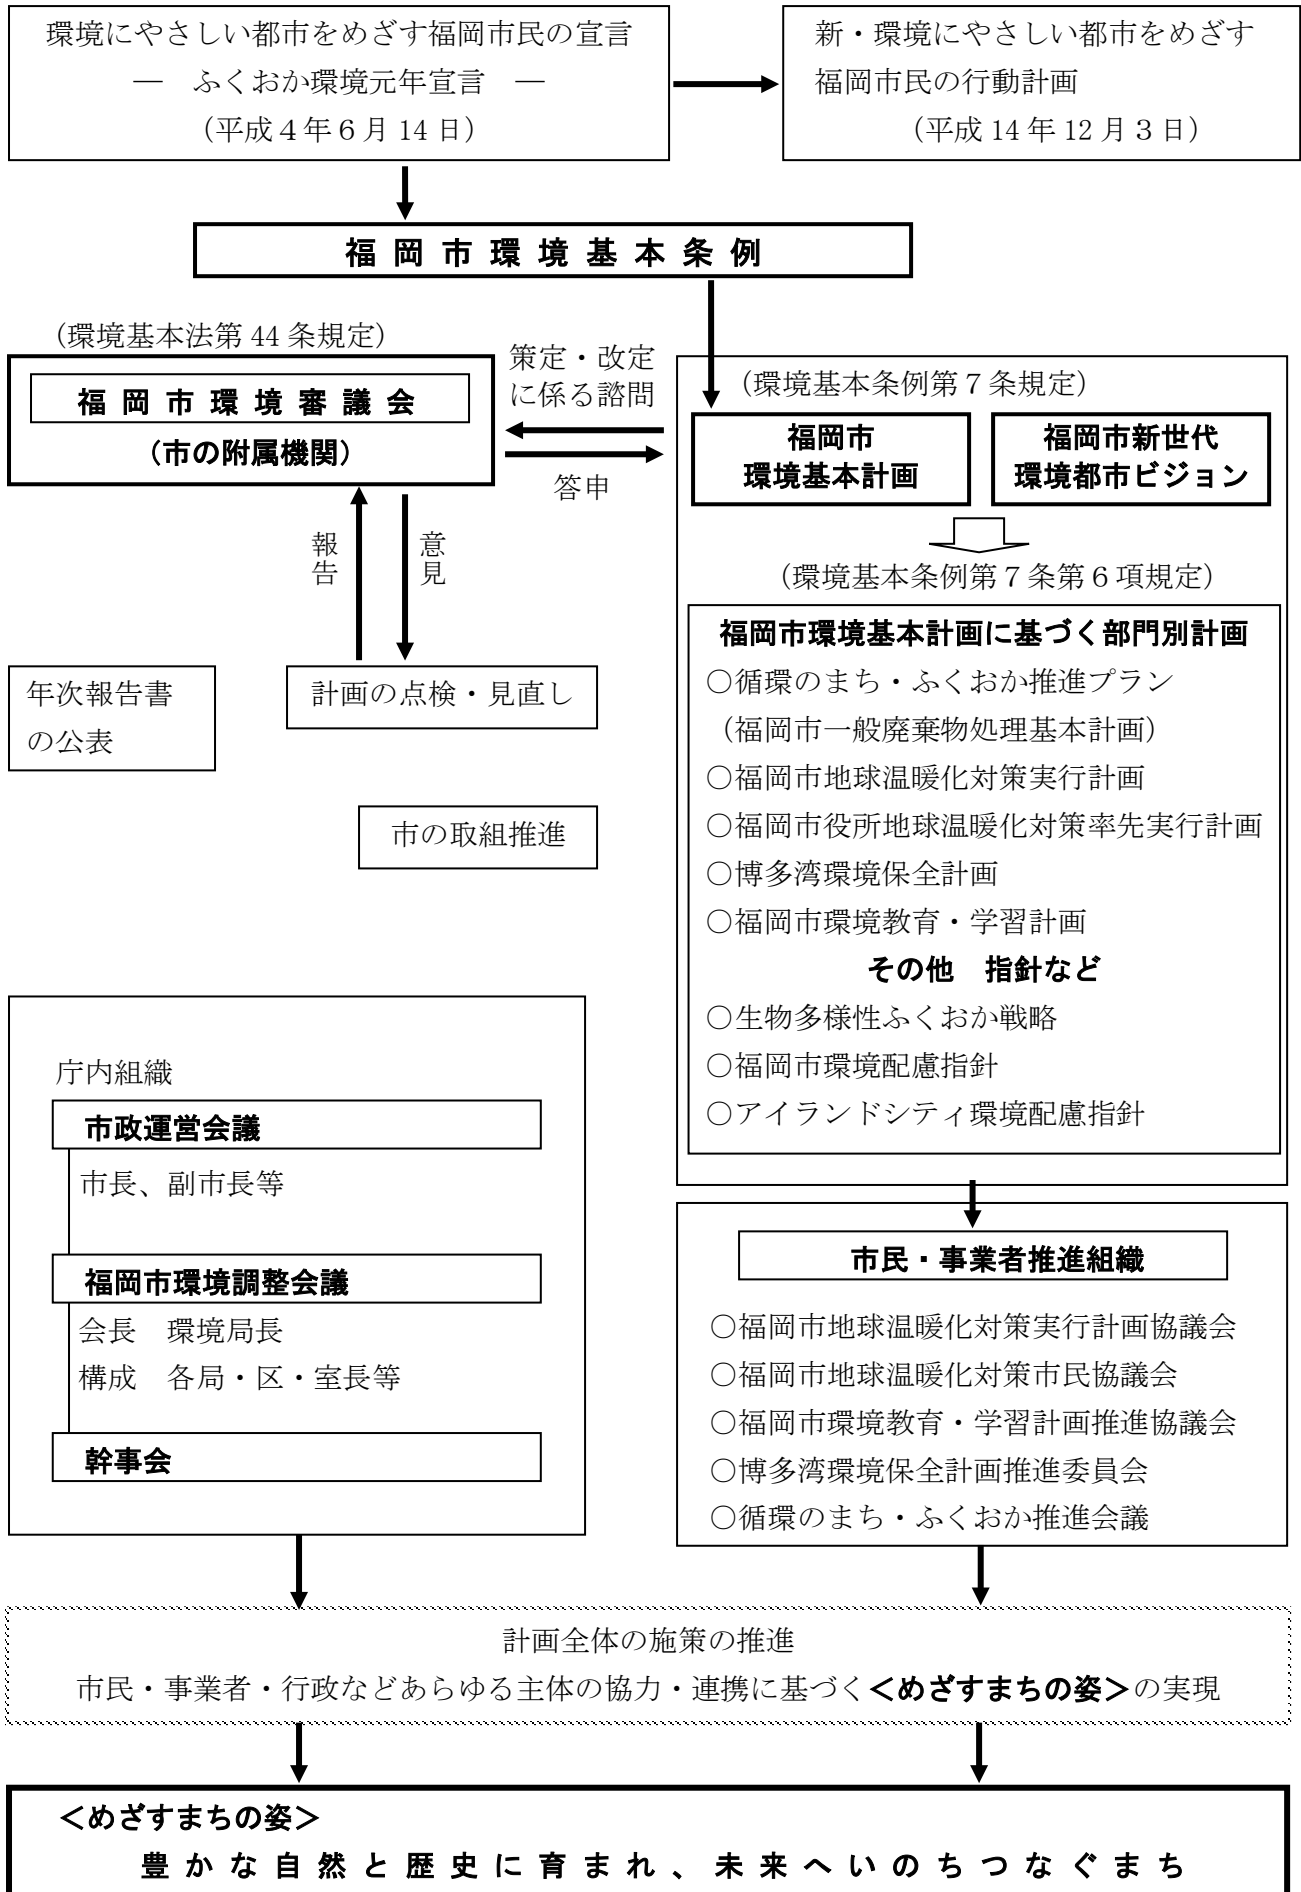 環境にやさしい都市をめざす福岡市民の宣言
― ふくおか環境元年宣言 ―
（平成４年６月 14 日）
新・環境にやさしい都市をめざす
福岡市民の行動計画
（平成 14 年 12 月３日）
福岡市環境基本条例
（環境基本法第 44 条規定）
福岡市環境審議会
（市の附属機関）
策定・改定
に係る諮問
答申
（環境基本条例第７条規定）
福岡市
環境基本計画
福岡市新世代
環境都市ビジョン
報告
意見
（環境基本条例第７条第６項規定）
福岡市環境基本計画に基づく部門別計画
○循環のまち・ふくおか推進プラン
（福岡市一般廃棄物処理基本計画）
○福岡市地球温暖化対策実行計画
○福岡市役所地球温暖化対策率先実行計画
○博多湾環境保全計画
○福岡市環境教育・学習計画
その他 指針など
○生物多様性ふくおか戦略
○福岡市環境配慮指針
○アイランドシティ環境配慮指針
年次報告書
の公表
計画の点検・見直し
市の取組推進
庁内組織
市政運営会議
市長、副市長等
福岡市環境調整会議
会長 環境局長
構成 各局・区・室長等
幹事会
市民・事業者推進組織
○福岡市地球温暖化対策実行計画協議会
○福岡市地球温暖化対策市民協議会
○福岡市環境教育・学習計画推進協議会
○博多湾環境保全計画推進委員会
○循環のまち・ふくおか推進会議
計画全体の施策の推進
市民・事業者・行政などあらゆる主体の協力・連携に基づく＜めざすまちの姿＞の実現
＜めざすまちの姿＞
豊かな自然と歴史に育まれ、未来へいのちつなぐまち